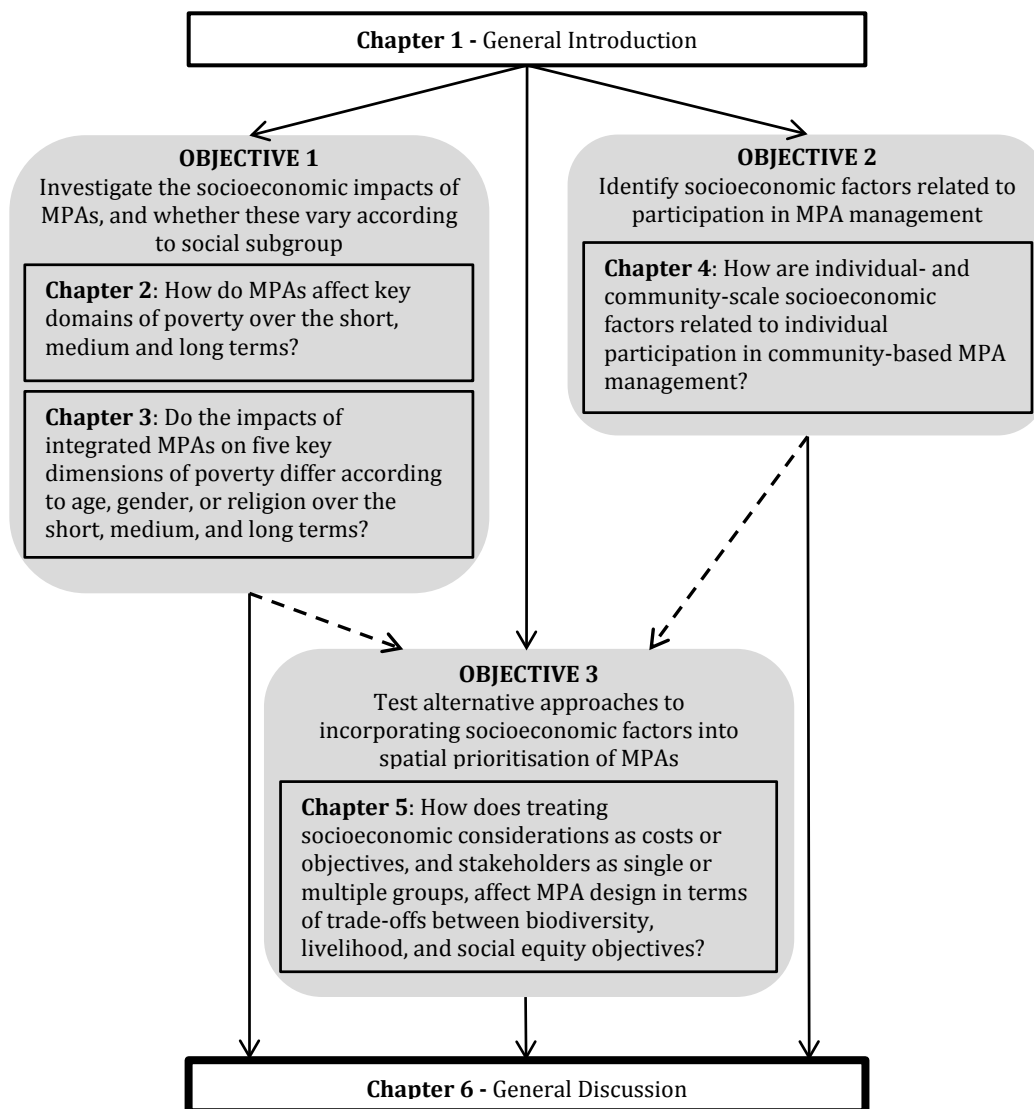 Chapter 1 - General Introduction
OBJECTIVE 1
Investigate the socioeconomic impacts of
MPAs, and whether these vary according
to social subgroup
Chapter 2: How do MPAs affect key
domains of poverty over the short,
medium and long terms?
Chapter 3: Do the impacts of
integrated MPAs on five key
dimensions of poverty differ according
to age, gender, or religion over the
short, medium, and long terms?
OBJECTIVE 2
Identify socioeconomic factors related to
participation in MPA management
Chapter 4: How are individual- and
community-scale socioeconomic
factors related to individual
participation in community-based MPA
management?
OBJECTIVE 3
Test alternative approaches to
incorporating socioeconomic factors into
spatial prioritisation of MPAs
Chapter 5: How does treating
socioeconomic considerations as costs or
objectives, and stakeholders as single or
multiple groups, affect MPA design in terms
of trade-offs between biodiversity,
livelihood, and social equity objectives?
Chapter 6 - General Discussion